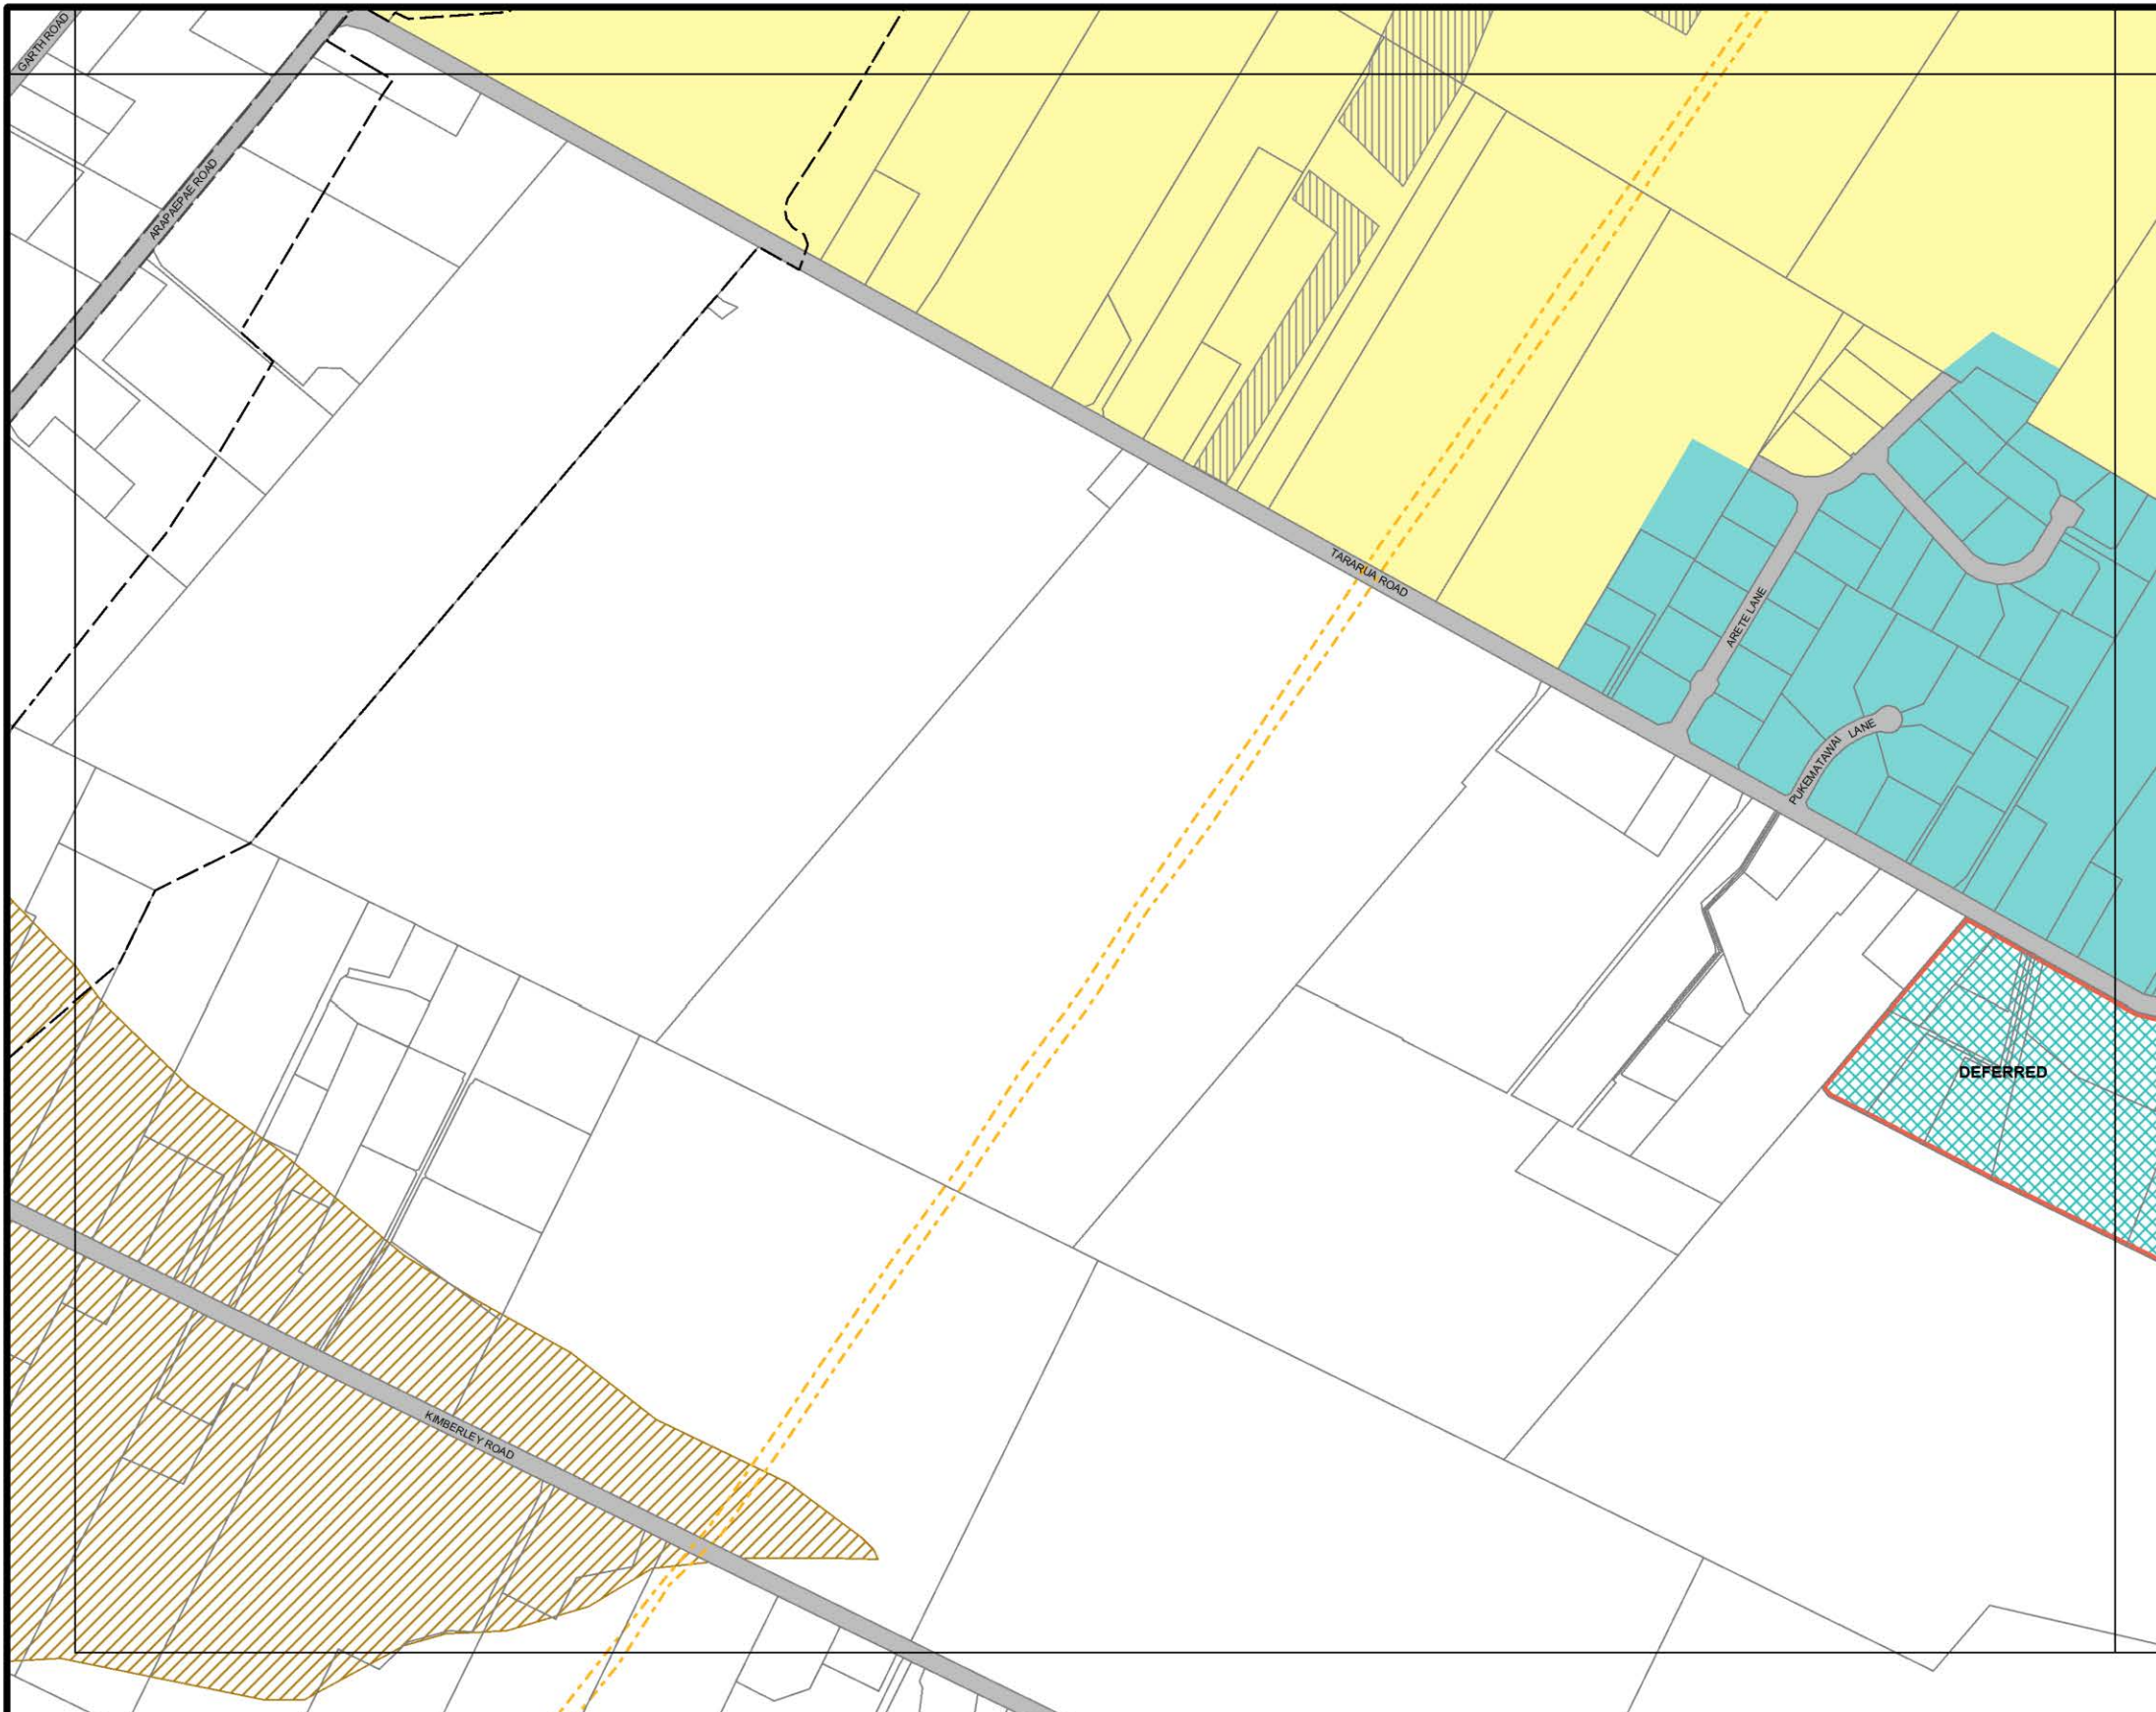 GARTH ROAD
ARAPAEPAE ROAD
TARARUA ROAD
ARETE LANE
PUKEMATAWAI LANE
DEFERRED
KIMBERLEY ROAD